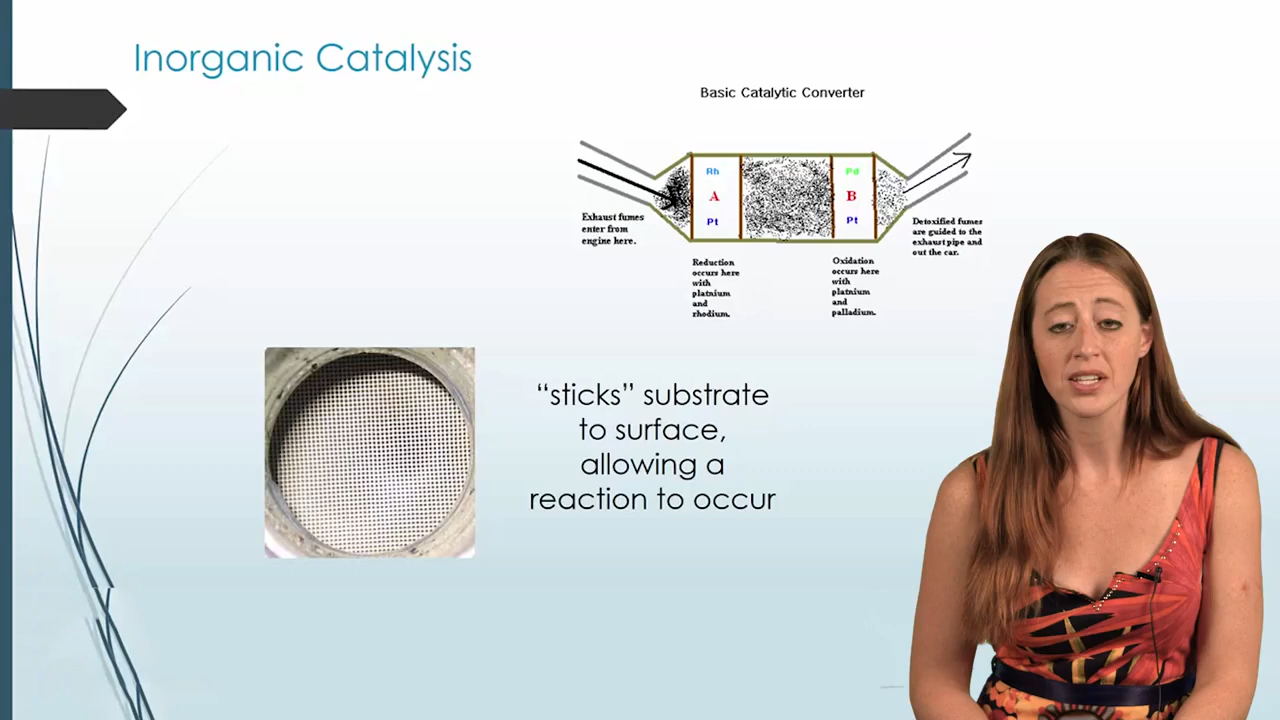 Inorganic Catalysis
Basic Catalytic Converter
Rh
A
Pt
Pd
B
Pt
Exhaust fumes
enter from
engine here.
Detoxified fumes
are guided to the
exhaust pipe and
out the car.
Reduction
occurs here
with
platnium
and
rhodium.
Oxidation
occurs here
with
platnium
and
palladium.
“sticks” substrate
to surface,
allowing a
reaction to occur